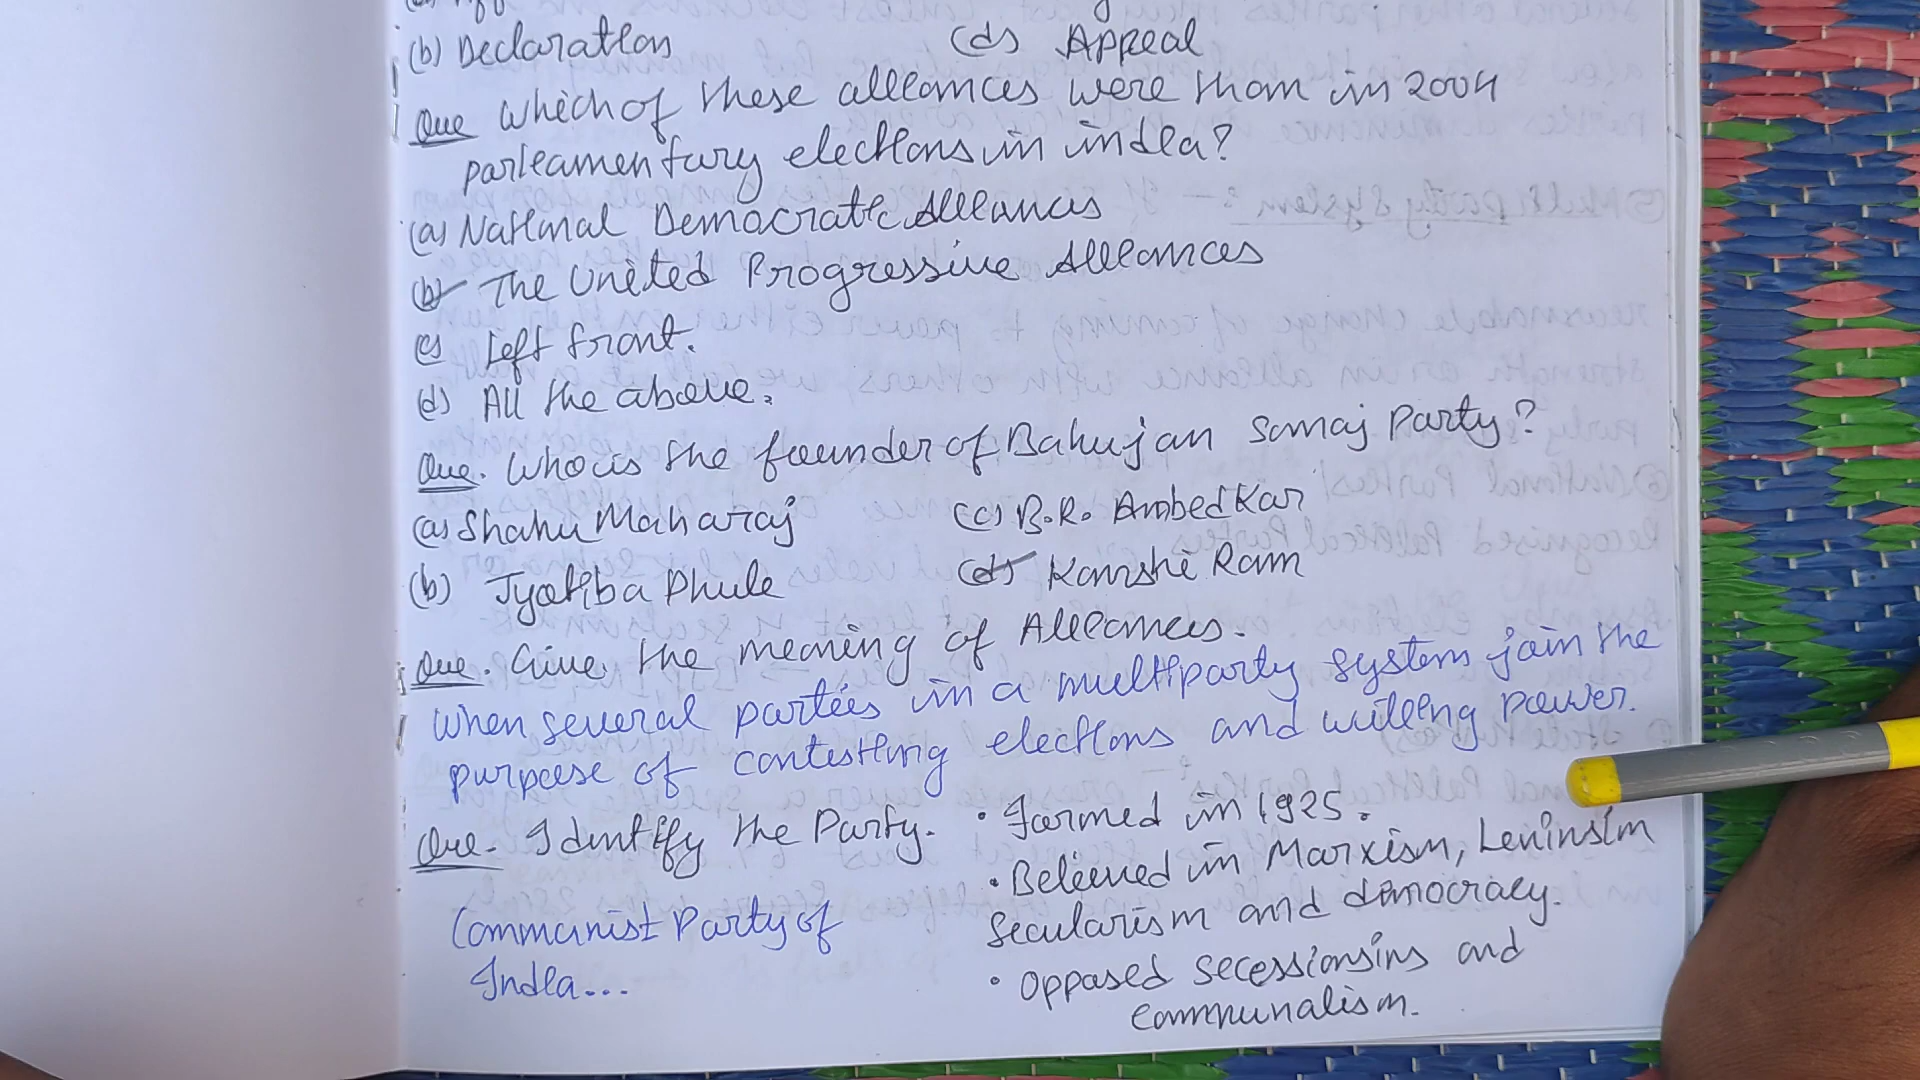 (b) Declaration (d) Appeal
Que which of these alliances were tham in 2004
parleamentary elections in india?
(a) National Democratic Alliances
(b) The United Progressive Alliances
(c) Left front.
(d) All the above.
Que. who is the founder of Bahujan Samaj Party?
(a) Shahu Maharaj (c) B.R. Ambedkar
(b) Jyotiba Phule (d) Kanshi Ram
Que. Give the meaning of Alliances.
When several parties in a multiparty system join the
purpose of contesting elections and willing power.
Que. Identify the Party. • Formed in 1925.
• Believed in Marxism, Leninsim
Secularism and democracy.
Communist Party of
India...
• Opposed secessionsins and
communalism.